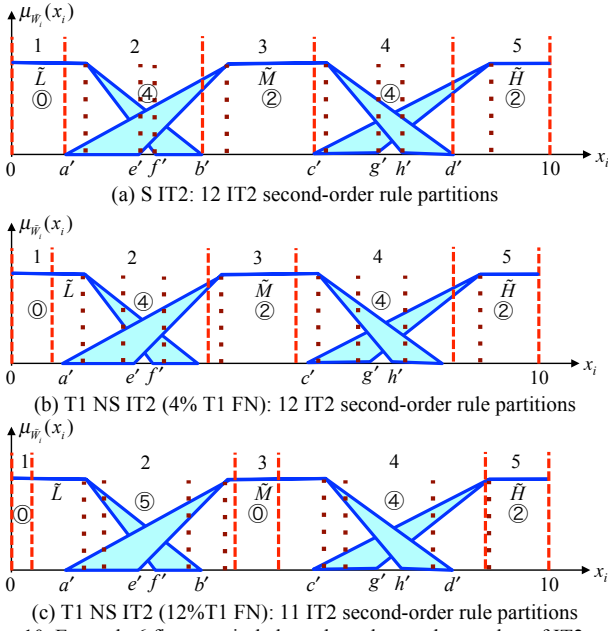 μ_W̃ᵢ(xᵢ)
1 2 3 4 5
L̃ M̃ H̃
⓪ ④ ② ④ ②
0 a′ e′ f′ b′ c′ g′ h′ d′ 10 xᵢ
(a) S IT2: 12 IT2 second-order rule partitions
μ_W̃ᵢ(xᵢ)
1 2 3 4 5
L̃ M̃ H̃
⓪ ④ ② ④ ②
0 a′ e′ f′ c′ g′ h′ 10 xᵢ
(b) T1 NS IT2 (4% T1 FN): 12 IT2 second-order rule partitions
μ_W̃ᵢ(xᵢ)
1 2 3 4 5
L̃ M̃ H̃
⓪ ⑤ ⓪ ④ ②
0 a′ e′ f′ b′ c′ g′ h′ d′ 10 xᵢ
(c) T1 NS IT2 (12%T1 FN): 11 IT2 second-order rule partitions